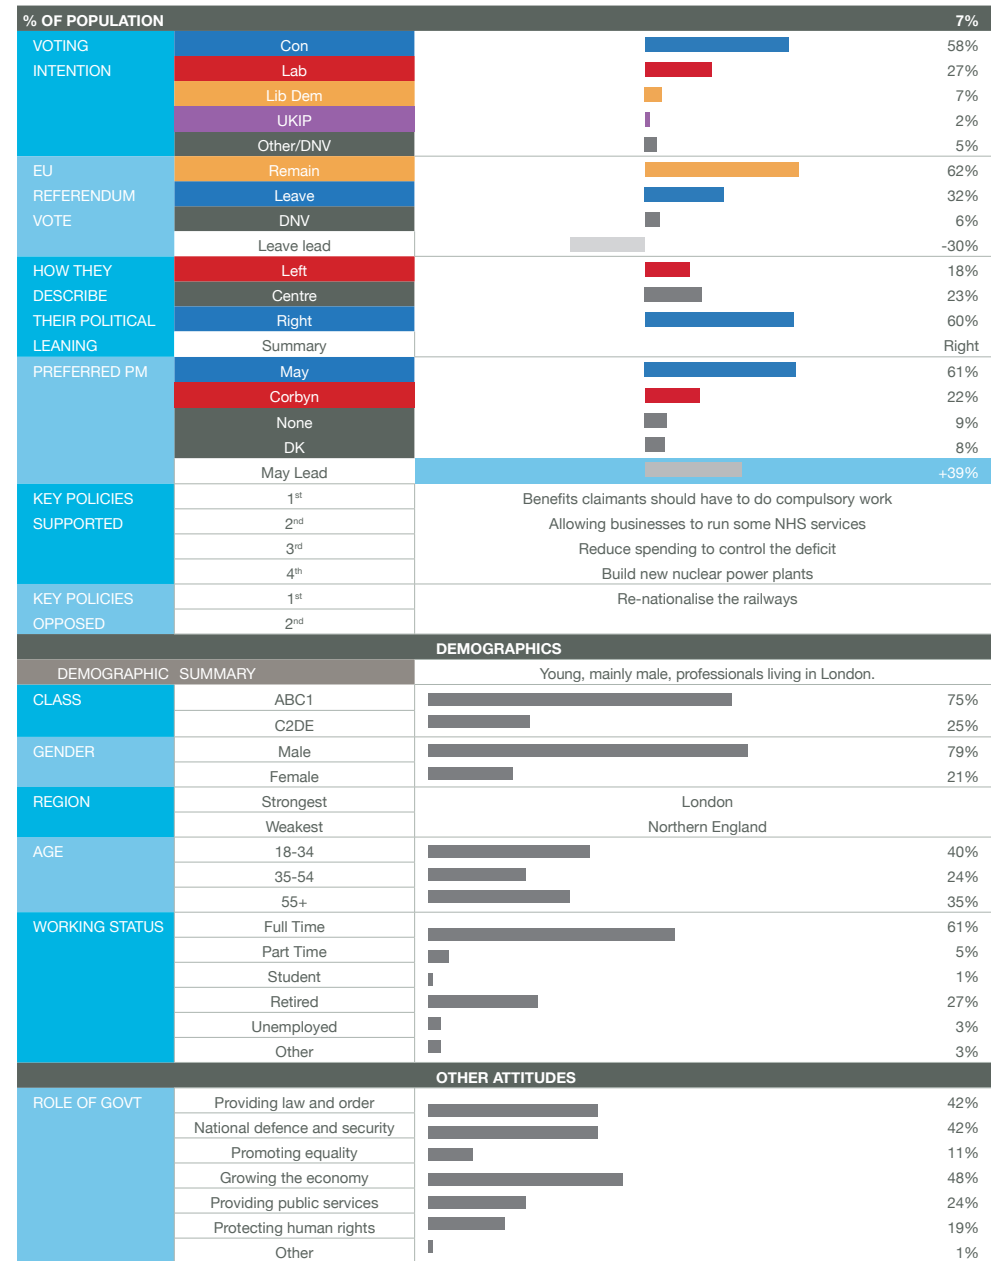 % OF POPULATION 7%
VOTING Con 58%
INTENTION Lab 27%
Lib Dem 7%
UKIP 2%
Other/DNV 5%
EU Remain 62%
REFERENDUM Leave 32%
VOTE DNV 6%
Leave lead -30%
HOW THEY Left 18%
DESCRIBE Centre 23%
THEIR POLITICAL Right 60%
LEANING Summary Right
PREFERRED PM May 61%
Corbyn 22%
None 9%
DK 8%
May Lead +39%
KEY POLICIES 1st Benefits claimants should have to do compulsory work
SUPPORTED 2nd Allowing businesses to run some NHS services
3rd Reduce spending to control the deficit
4th Build new nuclear power plants
KEY POLICIES 1st Re-nationalise the railways
OPPOSED 2nd
DEMOGRAPHICS
DEMOGRAPHIC SUMMARY Young, mainly male, professionals living in London.
CLASS ABC1 75%
C2DE 25%
GENDER Male 79%
Female 21%
REGION Strongest London
Weakest Northern England
AGE 18-34 40%
35-54 24%
55+ 35%
WORKING STATUS Full Time 61%
Part Time 5%
Student 1%
Retired 27%
Unemployed 3%
Other 3%
OTHER ATTITUDES
ROLE OF GOVT Providing law and order 42%
National defence and security 42%
Promoting equality 11%
Growing the economy 48%
Providing public services 24%
Protecting human rights 19%
Other 1%